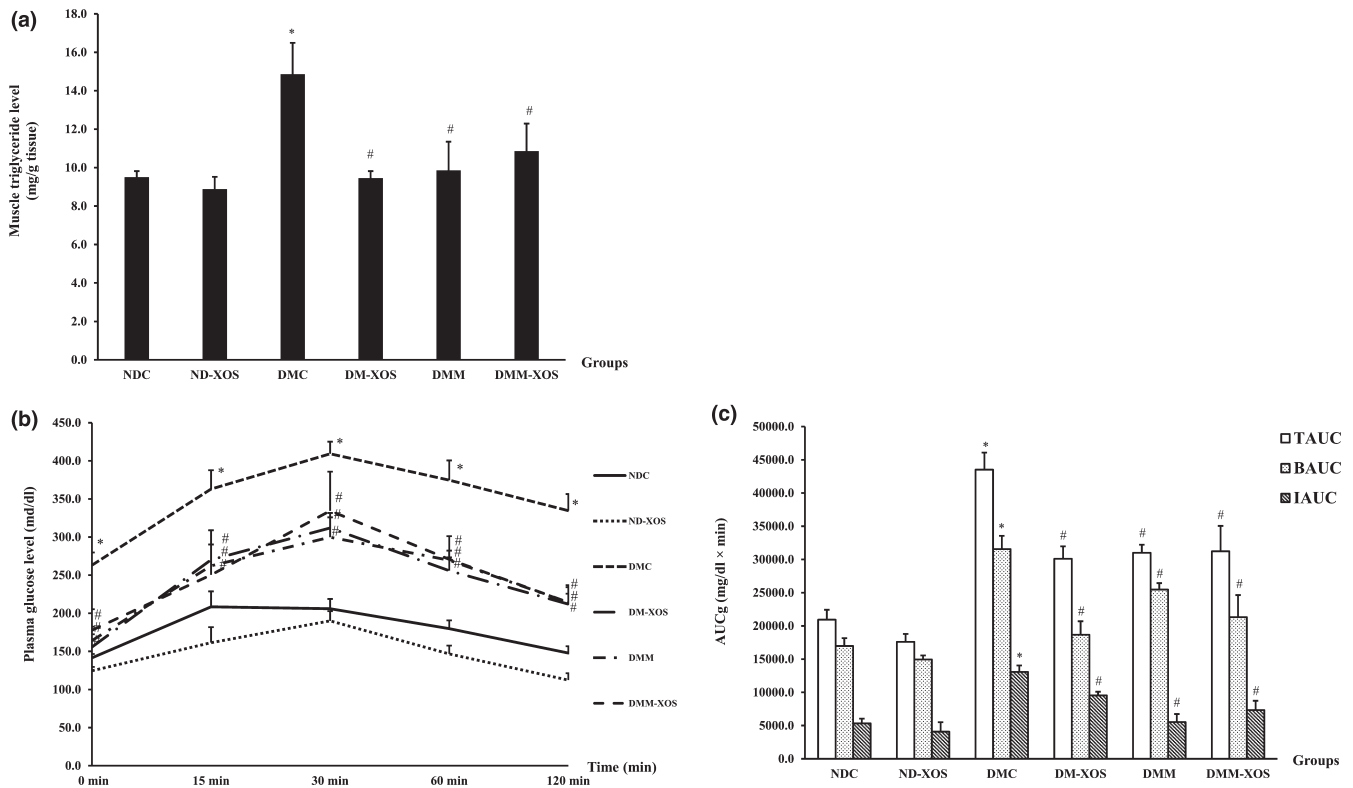 (a)
Muscle triglyceride level
(mg/g tissue)
18.0
16.0
14.0
12.0
10.0
8.0
6.0
4.0
2.0
0.0
*
#
#
#
NDC ND-XOS DMC DM-XOS DMM DMM-XOS
Groups
(b)
Plasma glucose level (md/dl)
450.0
400.0
350.0
300.0
250.0
200.0
150.0
100.0
50.0
0.0
* * * * *
# # # # #
# # # # #
# # # #
0 min 15 min 30 min 60 min 120 min
Time (min)
NDC
ND-XOS
DMC
DM-XOS
DMM
DMM-XOS
(c)
AUCg (mg/dl × min)
50000.0
45000.0
40000.0
35000.0
30000.0
25000.0
20000.0
15000.0
10000.0
5000.0
0.0
* * *
# # #
# # #
# # #
NDC ND-XOS DMC DM-XOS DMM DMM-XOS
Groups
TAUC
BAUC
IAUC